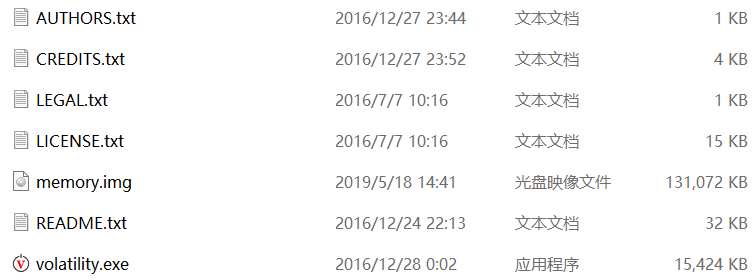 AUTHORS.txt 2016/12/27 23:44 文本文档 1 KB
CREDITS.txt 2016/12/27 23:52 文本文档 4 KB
LEGAL.txt 2016/7/7 10:16 文本文档 1 KB
LICENSE.txt 2016/7/7 10:16 文本文档 15 KB
memory.img 2019/5/18 14:41 光盘映像文件 131,072 KB
README.txt 2016/12/24 22:13 文本文档 32 KB
volatility.exe 2016/12/28 0:02 应用程序 15,424 KB